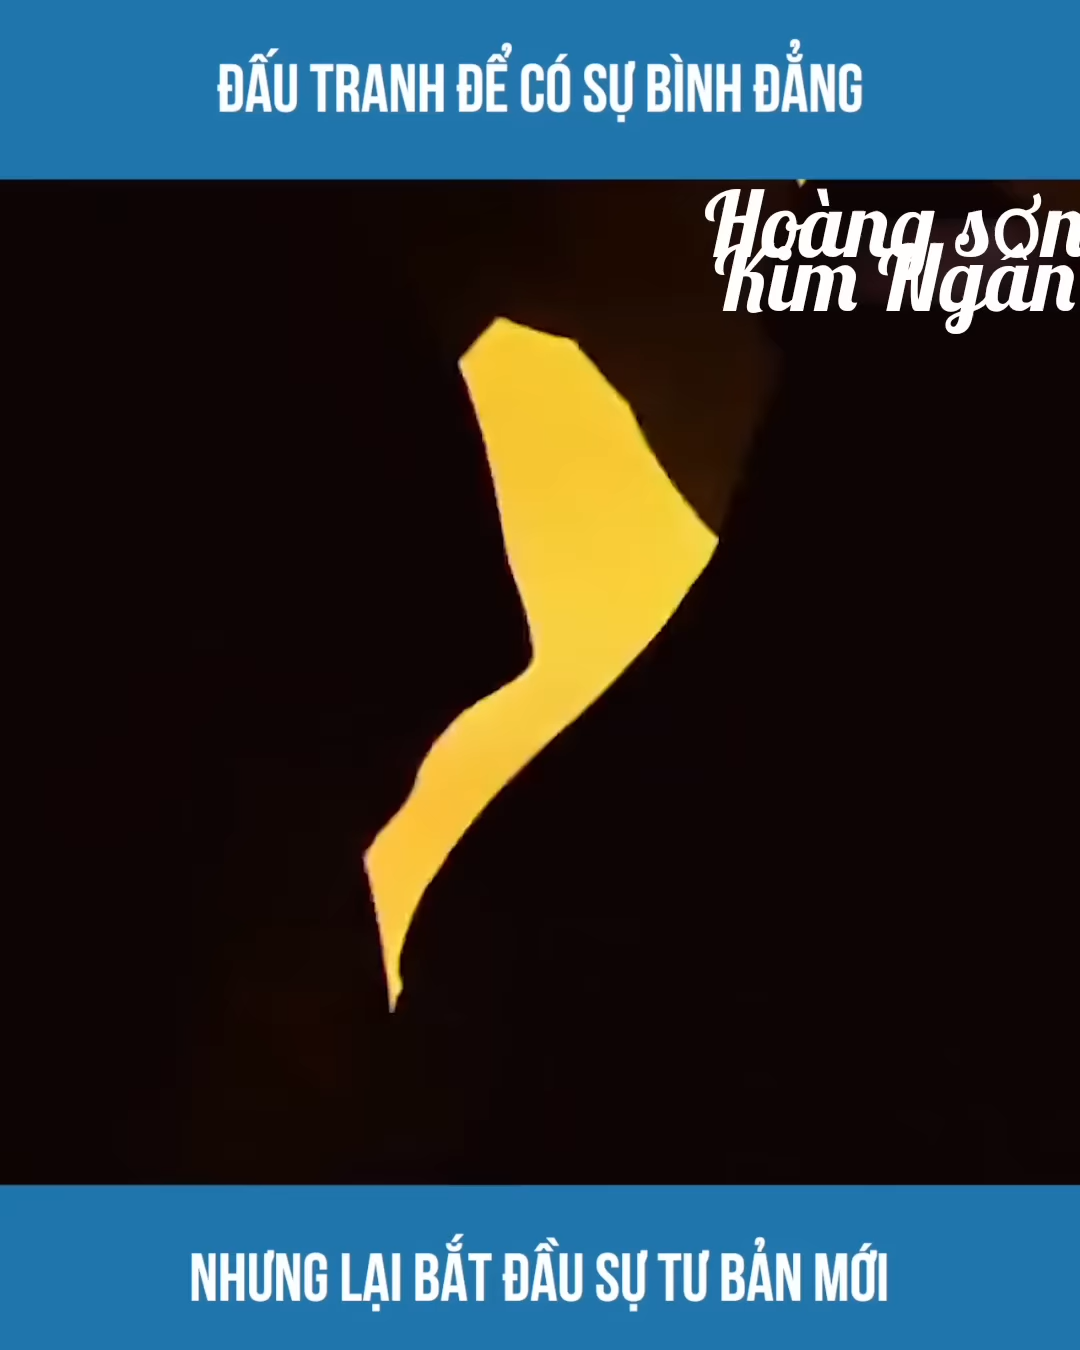 ĐẤU TRANH ĐỂ CÓ SỰ BÌNH ĐẲNG
Hoàng sơn
Kim Ngân
NHƯNG LẠI BẮT ĐẦU SỰ TƯ BẢN MỚI